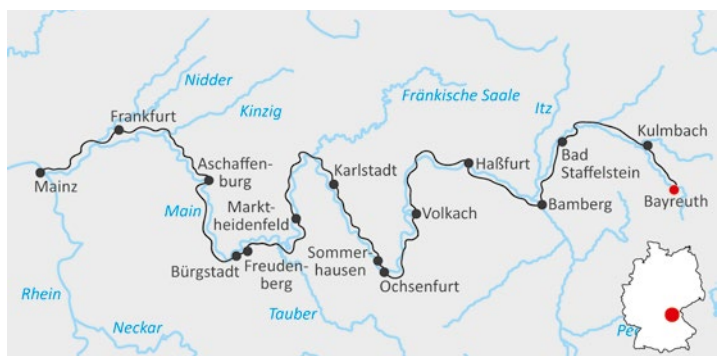 Nidder
Kinzig
Frankfurt
Fränkische Saale
Itz
Kulmbach
Mainz
Aschaffen-
burg
Karlstadt
Haßfurt
Bad
Staffelstein
Bayreuth
Main
Markt-
heidenfeld
Volkach
Bamberg
Bürgstadt
Freuden-
berg
Sommer-
hausen
Ochsenfurt
Rhein
Neckar
Tauber